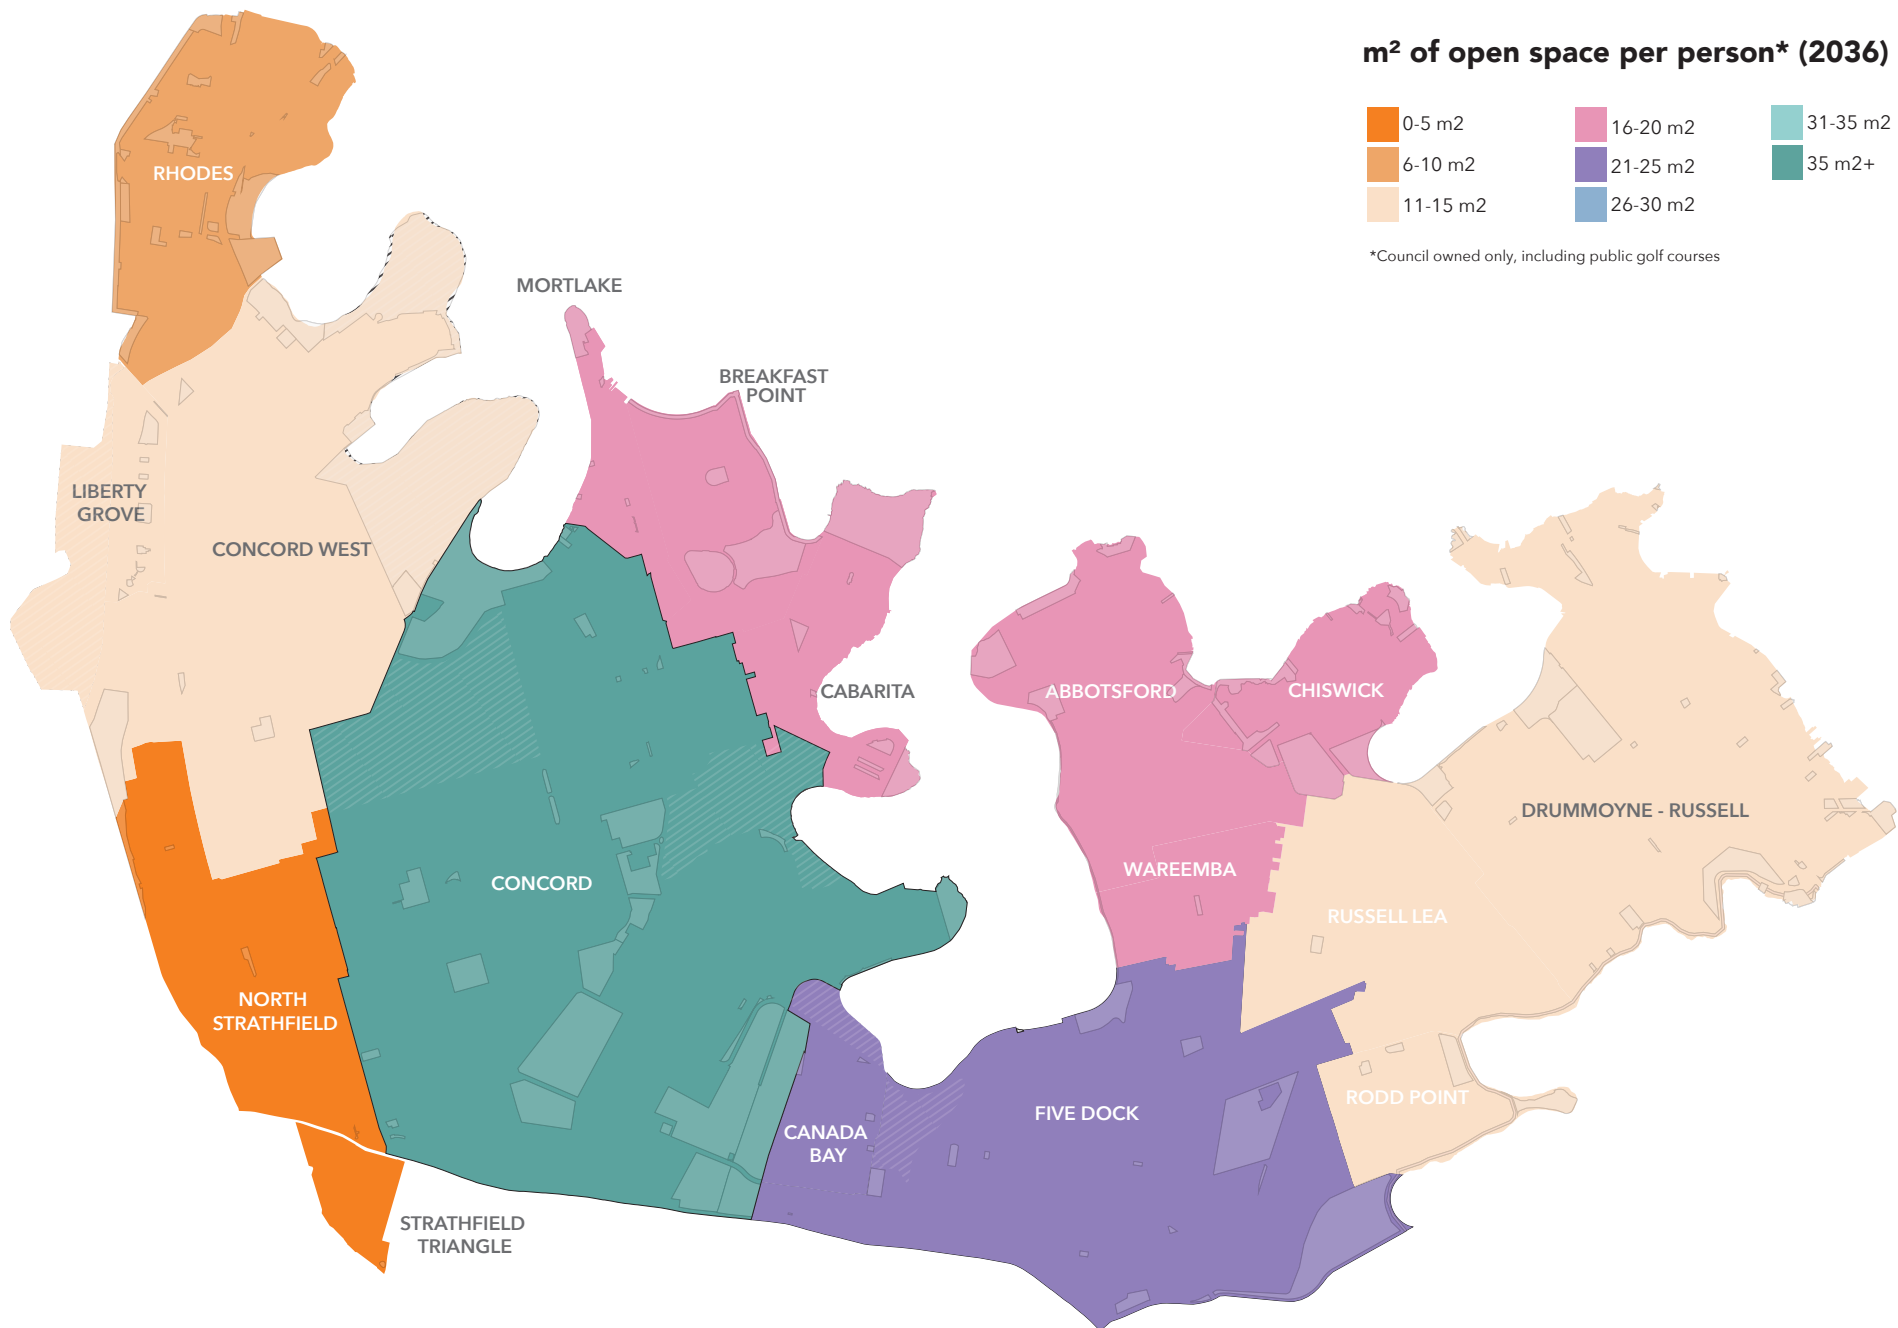 m² of open space per person* (2036)
0-5 m2
6-10 m2
11-15 m2
16-20 m2
21-25 m2
26-30 m2
31-35 m2
35 m2+
*Council owned only, including public golf courses
RHODES
MORTLAKE
BREAKFAST
POINT
LIBERTY
GROVE
CONCORD WEST
CABARITA
ABBOTSFORD
CHISWICK
DRUMMOYNE - RUSSELL
WAREEMBA
CONCORD
RUSSELL LEA
NORTH
STRATHFIELD
RODD POINT
FIVE DOCK
CANADA
BAY
STRATHFIELD
TRIANGLE